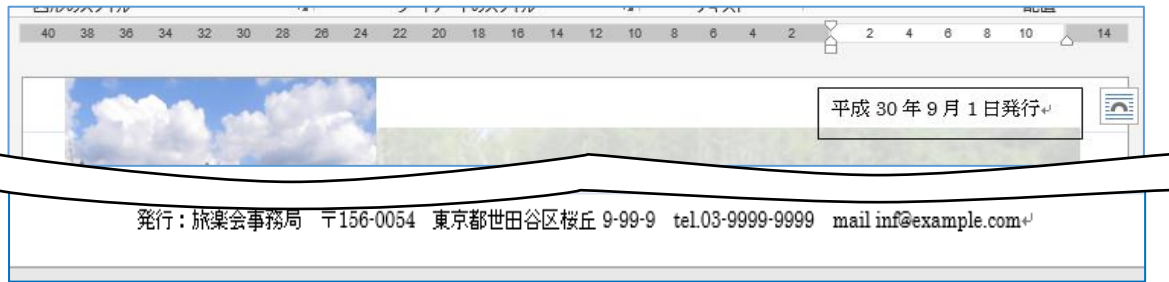 40 38 36 34 32 30 28 26 24 22 20 18 16 14 12 10 8 6 4 2 2 4 6 8 10 14
平成 30 年 9 月 1 日発行↵
発行：旅楽会事務局 〒156-0054 東京都世田谷区桜丘 9-99-9 tel.03-9999-9999 mail inf@example.com↵